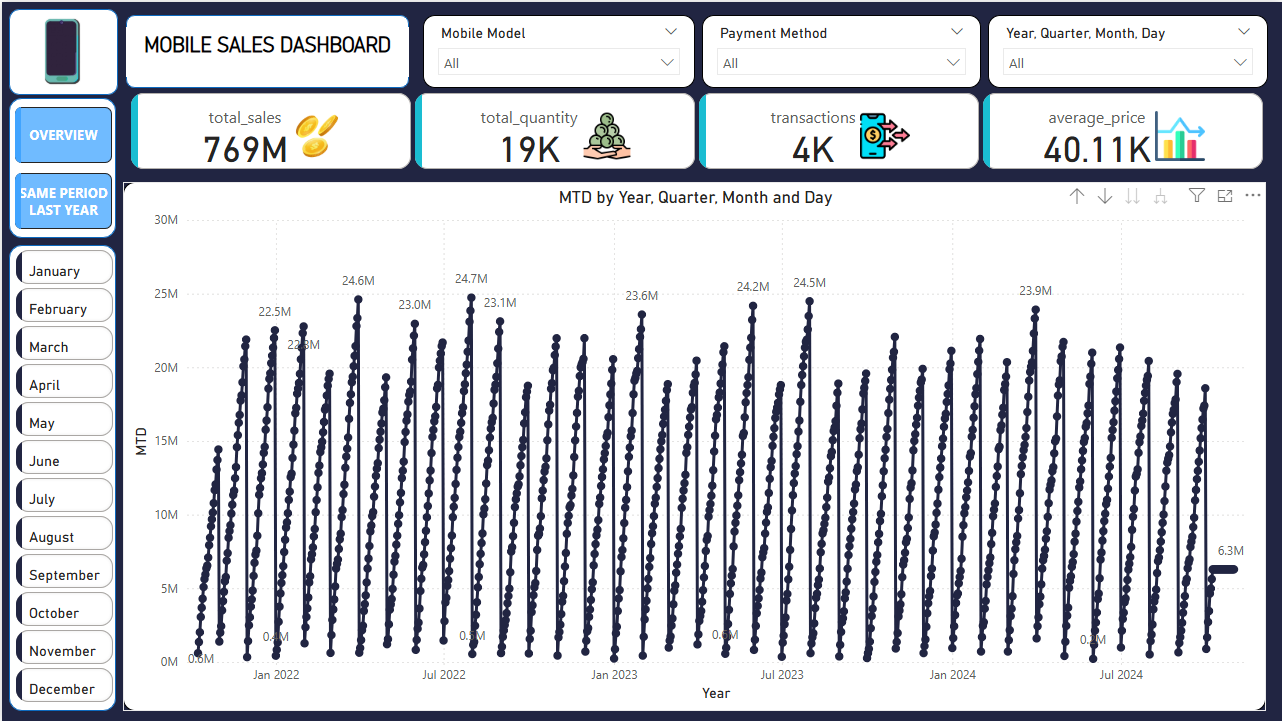 MOBILE SALES DASHBOARD
Mobile Model
All
Payment Method
All
Year, Quarter, Month, Day
All
OVERVIEW
SAME PERIOD
LAST YEAR
total_sales
769M
total_quantity
19K
transactions
4K
average_price
40.11K
January
February
March
April
May
June
July
August
September
October
November
December
MTD by Year, Quarter, Month and Day
MTD
30M
25M
20M
15M
10M
5M
0M
0.6M
22.5M
0.4M
22.8M
24.6M
23.0M
24.7M
0.5M
23.1M
23.6M
24.2M
0.6M
24.5M
23.9M
6.3M
Jan 2022
Jul 2022
Jan 2023
Jul 2023
Jan 2024
Jul 2024
Year